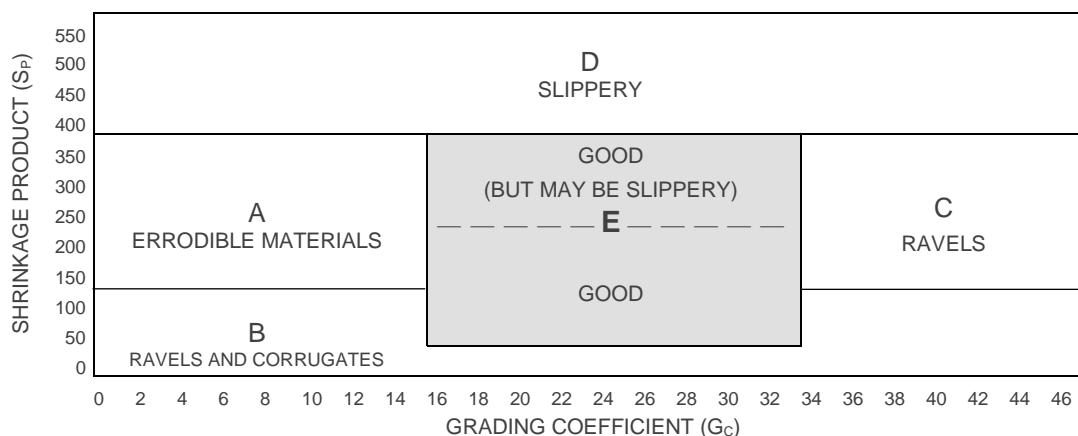 SHRINKAGE PRODUCT (SP)
550
500
450
400
350
300
250
200
150
100
50
0
D
SLIPPERY
GOOD
(BUT MAY BE SLIPPERY)
E
GOOD
A
ERRODIBLE MATERIALS
B
RAVELS AND CORRUGATES
C
RAVELS
0 2 4 6 8 10 12 14 16 18 20 22 24 26 28 30 32 34 36 38 40 42 44 46
GRADING COEFFICIENT (GC)